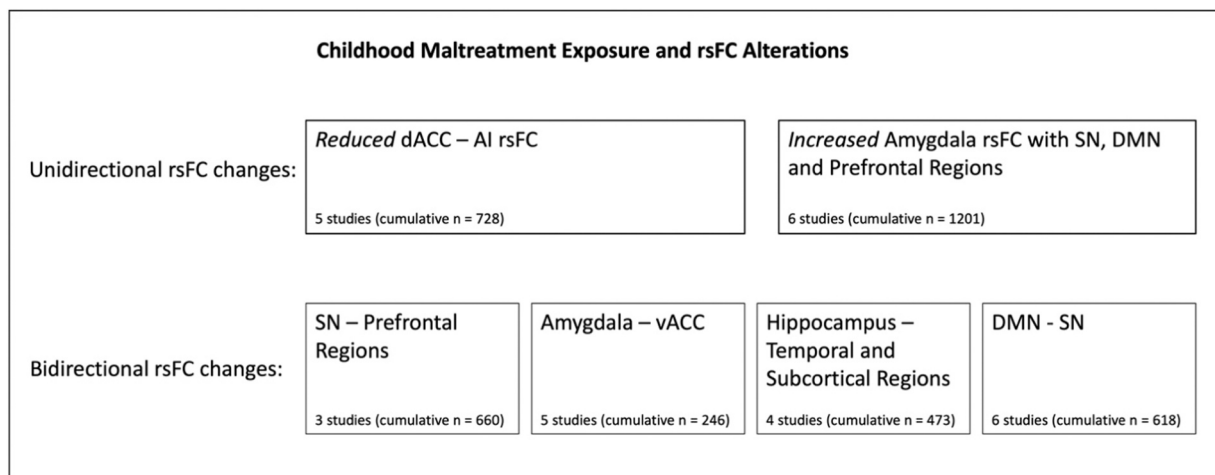 Childhood Maltreatment Exposure and rsFC Alterations
Unidirectional rsFC changes:
Reduced dACC – AI rsFC
5 studies (cumulative n = 728)
Increased Amygdala rsFC with SN, DMN
and Prefrontal Regions
6 studies (cumulative n = 1201)
Bidirectional rsFC changes:
SN – Prefrontal
Regions
3 studies (cumulative n = 660)
Amygdala – vACC
5 studies (cumulative n = 246)
Hippocampus –
Temporal and
Subcortical Regions
4 studies (cumulative n = 473)
DMN - SN
6 studies (cumulative n = 618)